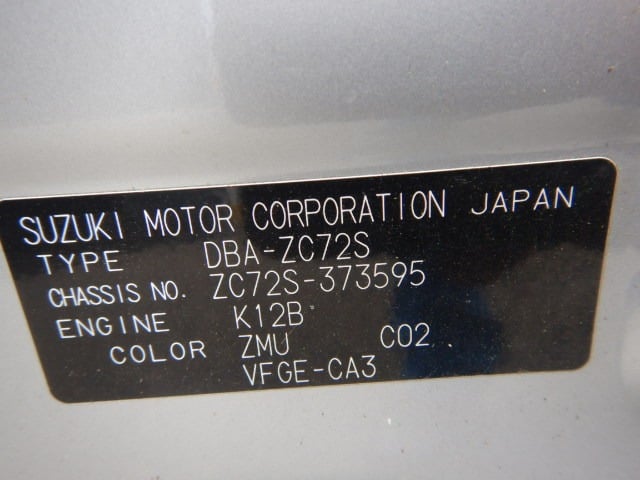 SUZUKI MOTOR CORPORATION JAPAN
TYPE DBA-ZC72S
CHASSIS NO. ZC72S-373595
ENGINE K12B
COLOR ZMU C02
VFGE-CA3